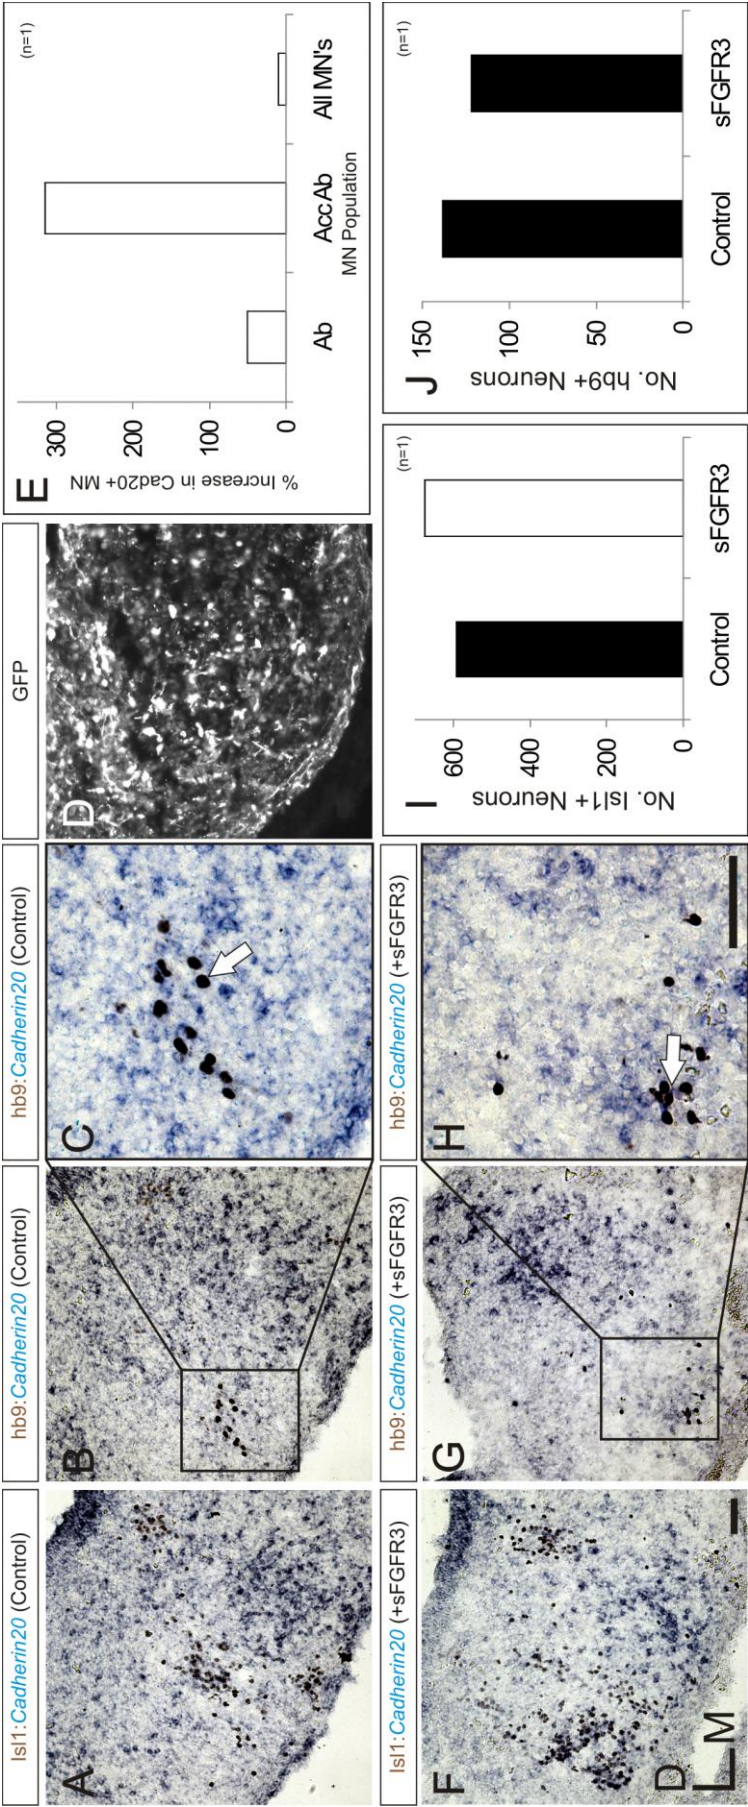 Isl1:Cadherin20 (Control)
hb9:Cadherin20 (Control)
hb9:Cadherin20 (Control)
GFP
A
B
C
D
E
(n=1)
% Increase in Cad20+ MN
300
200
100
0
Ab
AccAb
All MN's
MN Population
Isl1:Cadherin20 (+sFGFR3)
hb9:Cadherin20 (+sFGFR3)
hb9:Cadherin20 (+sFGFR3)
F
D
M
G
H
I
(n=1)
No. Isl1+ Neurons
600
400
200
0
Control
sFGFR3
J
(n=1)
No. hb9+ Neurons
150
100
50
0
Control
sFGFR3